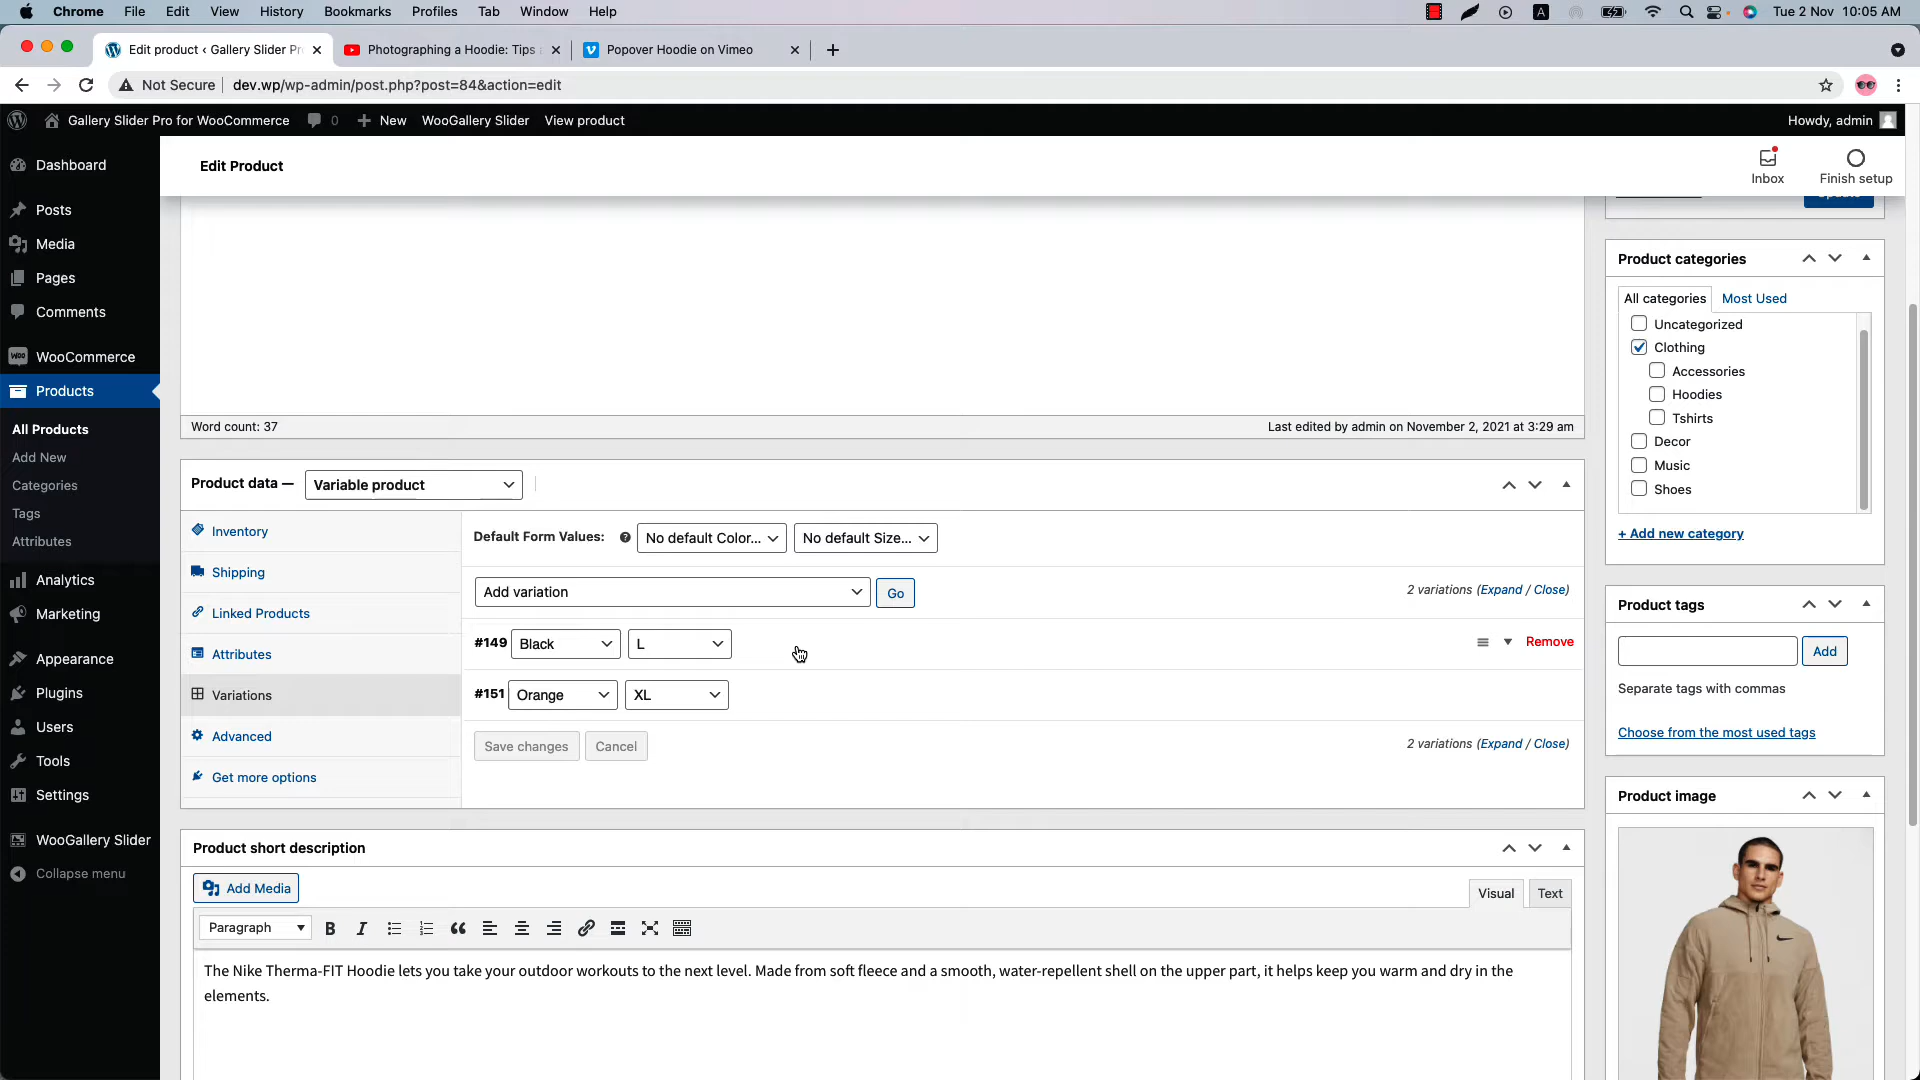 Chrome File Edit View History Bookmarks Profiles Tab Window Help
A
Tue 2 Nov 10:05 AM
Edit product ‹ Gallery Slider Pr
Photographing a Hoodie: Tips
Popover Hoodie on Vimeo
Not Secure dev.wp/wp-admin/post.php?post=84&action=edit
Gallery Slider Pro for WooCommerce 0 New WooGallery Slider View product
Howdy, admin
Dashboard
Posts
Media
Pages
Comments
WooCommerce
Products
All Products
Add New
Categories
Tags
Attributes
Analytics
Marketing
Appearance
Plugins
Users
Tools
Settings
WooGallery Slider
Collapse menu
Edit Product
Inbox
Finish setup
Word count: 37
Last edited by admin on November 2, 2021 at 3:29 am
Product data — Variable product
Inventory
Shipping
Linked Products
Attributes
Variations
Advanced
Get more options
Default Form Values: No default Color... No default Size...
Add variation Go
2 variations (Expand / Close)
#149 Black L
Remove
#151 Orange XL
Save changes Cancel
2 variations (Expand / Close)
Product short description
Add Media
Visual Text
Paragraph
The Nike Therma-FIT Hoodie lets you take your outdoor workouts to the next level. Made from soft fleece and a smooth, water-repellent shell on the upper part, it helps keep you warm and dry in the
elements.
Product categories
All categories Most Used
Uncategorized
Clothing
Accessories
Hoodies
Tshirts
Decor
Music
Shoes
+ Add new category
Product tags
Add
Separate tags with commas
Choose from the most used tags
Product image